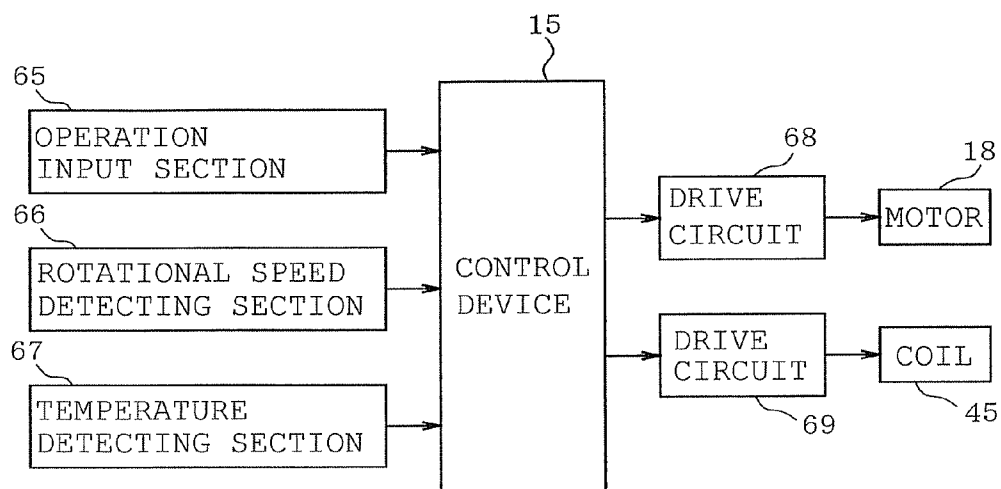 15
65
OPERATION
INPUT SECTION
66
ROTATIONAL SPEED
DETECTING SECTION
67
TEMPERATURE
DETECTING SECTION
CONTROL
DEVICE
68
DRIVE
CIRCUIT
18
MOTOR
DRIVE
CIRCUIT
69
COIL
45